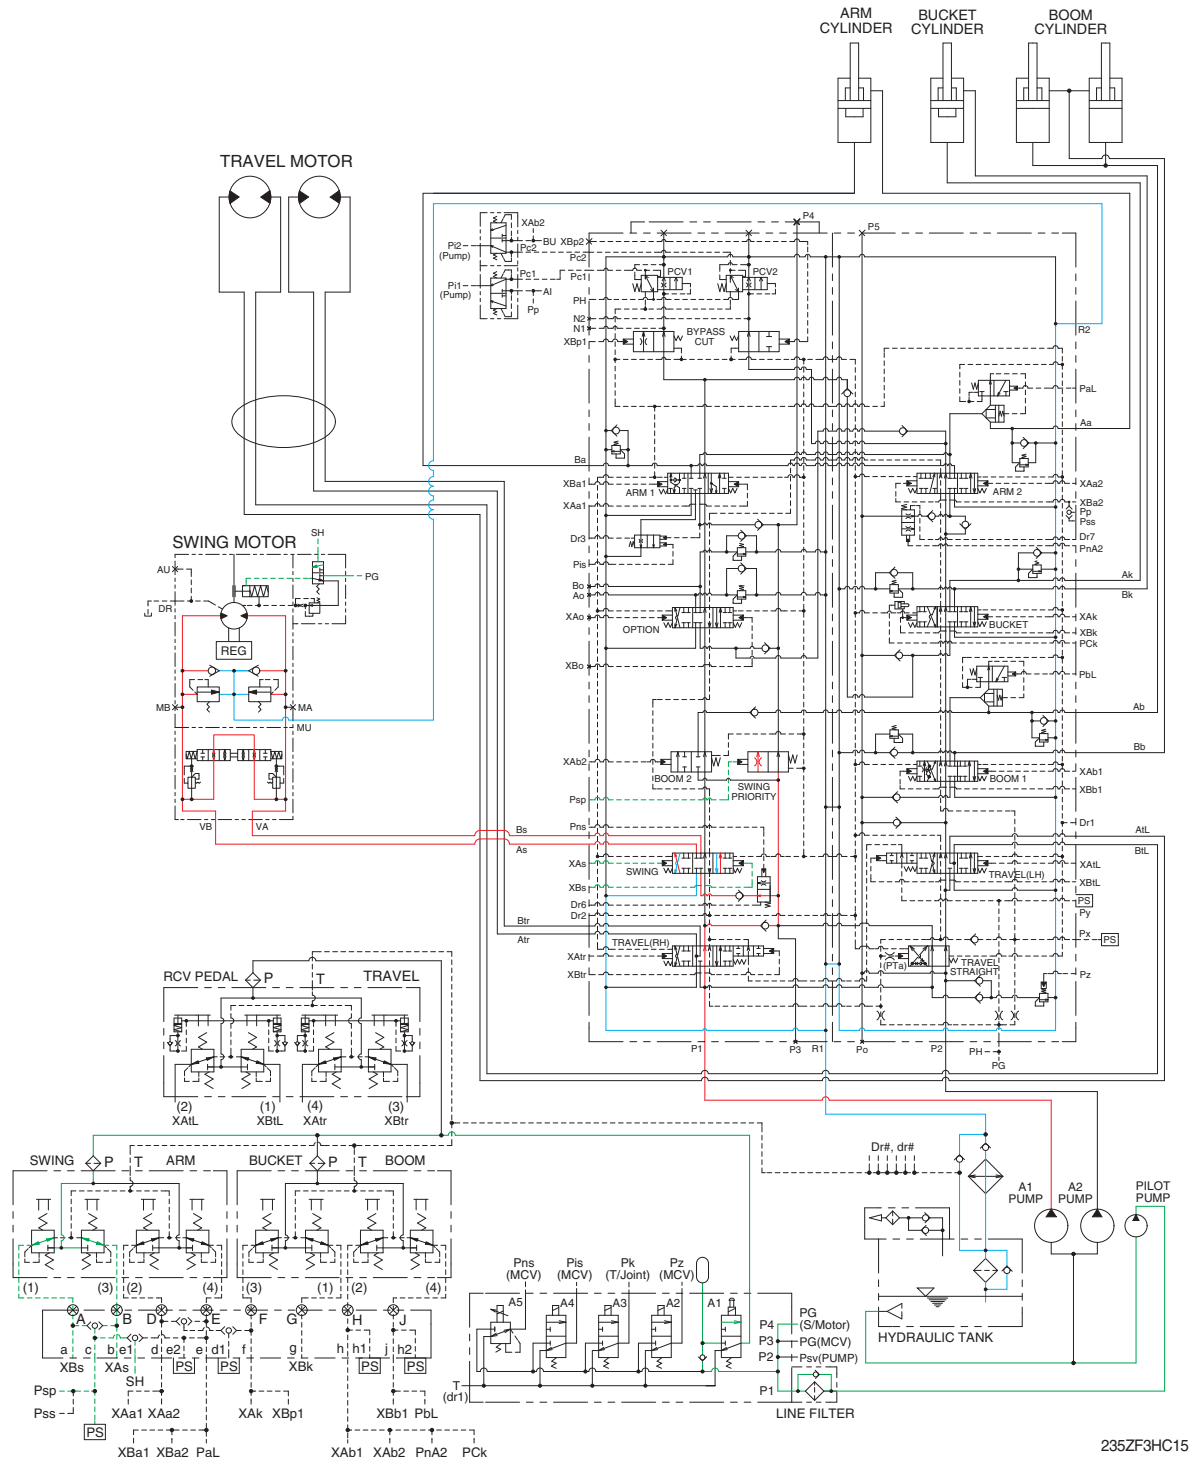 ARM
CYLINDER
BUCKET
CYLINDER
BOOM
CYLINDER
TRAVEL MOTOR
XAb2
BU
XBp2
P4
P5
Pi2
(Pump)
Pc2
Pc2
Pc1
Pc1
Pi1
(Pump)
AI
Pp
PH
N2
N1
XBp1
PCV1
PCV2
BYPASS
CUT
R2
PaL
Aa
Ba
XBa1
ARM 1
XAa1
ARM 2
XAa2
XBa2
Pp
Pss
Dr7
PnA2
Dr3
Pis
SWING MOTOR
SH
AU
PG
DR
REG
MB
MA
MU
VB
VA
Bo
Ao
XAo
OPTION
XBo
Ak
Bk
XAk
BUCKET
XBk
PCk
PbL
Ab
Bb
XAb2
BOOM 2
SWING
PRIORITY
Psp
XAb1
BOOM 1
XBb1
Pns
Bs
As
XAs
SWING
XBs
Dr6
Dr2
Dr1
AtL
BtL
XAtL
TRAVEL(LH)
XBtL
PS
Py
Btr
Atr
TRAVEL(RH)
XAtr
XBtr
(PTa)
TRAVEL
STRAIGHT
Px
PS
Pz
P1
P3
R1
Po
P2
PH
PG
RCV PEDAL
P
T
TRAVEL
(2)
(1)
(4)
(3)
XAtL
XBtL
XAtr
XBtr
SWING
P
T
ARM
BUCKET
P
T
BOOM
(1)
(3)
(2)
(4)
(3)
(1)
(2)
(4)
A
B
D
E
F
G
H
J
a
c
b
e1
d
e2
e
d1
f
g
h
h1
j
h2
XBs
XAs
SH
PS
PS
XBk
PS
PS
Psp
Pss
PS
XAa1
XAa2
XAk
XBp1
XBb1
PbL
XBa1
XBa2
PaL
XAb1
XAb2
PnA2
PCk
Dr#, dr#
A1
PUMP
A2
PUMP
PILOT
PUMP
HYDRAULIC TANK
Pns
(MCV)
Pis
(MCV)
Pk
(T/Joint)
Pz
(MCV)
A5
A4
A3
A2
A1
T
(dr1)
P4
PG
(S/Motor)
P3
PG(MCV)
P2
Psv(PUMP)
P1
LINE FILTER
235ZF3HC15